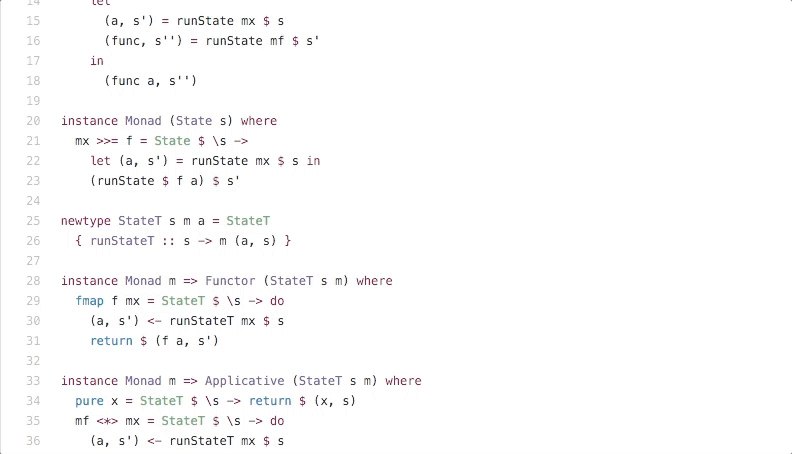 14      let
15        (a, s') = runState mx $ s
16        (func, s'') = runState mf $ s'
17      in
18        (func a, s'')
19
20  instance Monad (State s) where
21    mx >>= f = State $ \s ->
22      let (a, s') = runState mx $ s in
23      (runState $ f a) $ s'
24
25  newtype StateT s m a = StateT
26    { runStateT :: s -> m (a, s) }
27
28  instance Monad m => Functor (StateT s m) where
29    fmap f mx = StateT $ \s -> do
30      (a, s') <- runStateT mx $ s
31      return $ (f a, s')
32
33  instance Monad m => Applicative (StateT s m) where
34    pure x = StateT $ \s -> return $ (x, s)
35    mf <*> mx = StateT $ \s -> do
36      (a, s') <- runStateT mx $ s